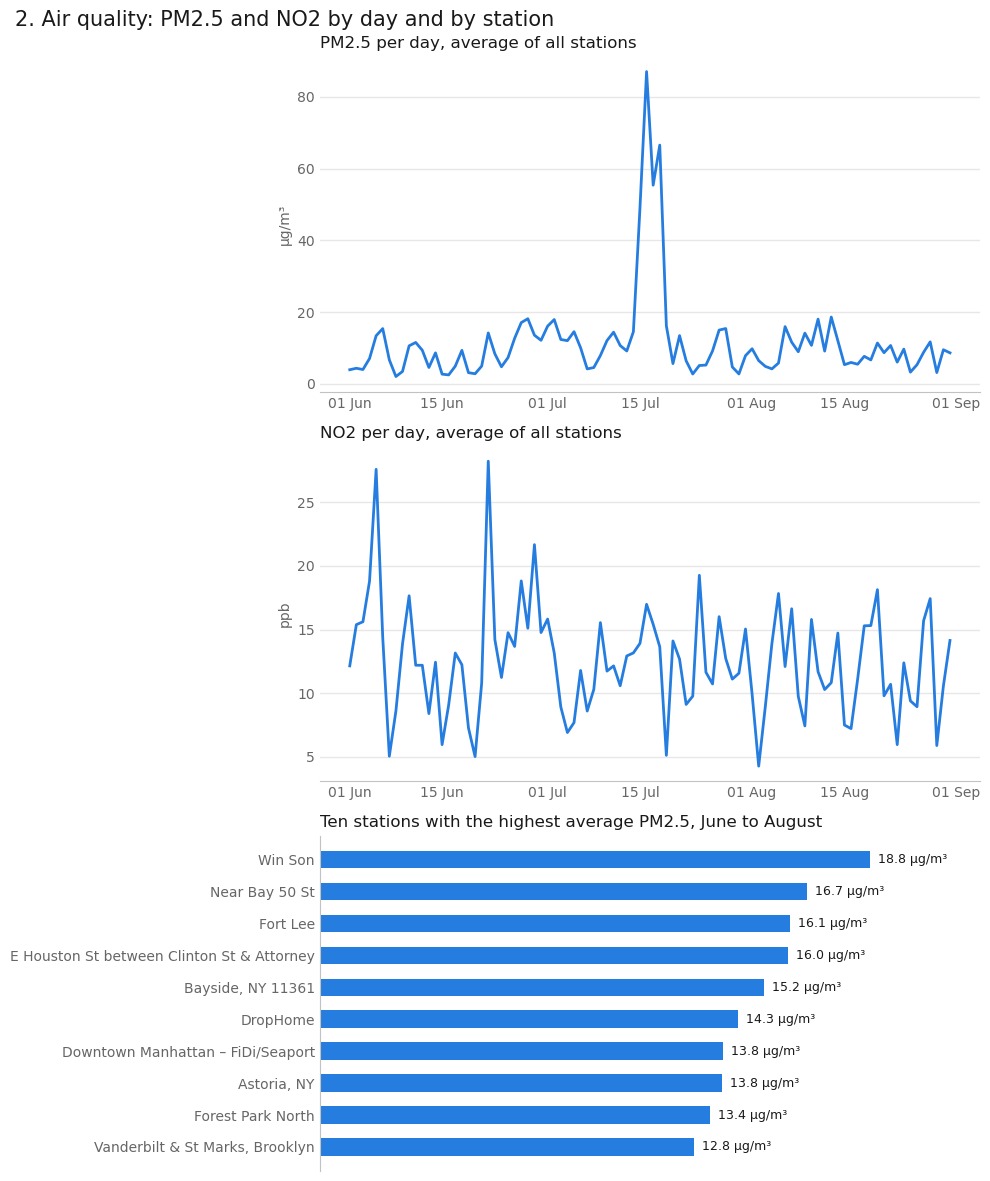 2. Air quality: PM2.5 and NO2 by day and by station
PM2.5 per day, average of all stations
80
60
40
20
0
µg/m³
01 Jun 15 Jun 01 Jul 15 Jul 01 Aug 15 Aug 01 Sep
NO2 per day, average of all stations
25
20
15
10
5
ppb
01 Jun 15 Jun 01 Jul 15 Jul 01 Aug 15 Aug 01 Sep
Ten stations with the highest average PM2.5, June to August
Win Son 18.8 µg/m³
Near Bay 50 St 16.7 µg/m³
Fort Lee 16.1 µg/m³
E Houston St between Clinton St & Attorney 16.0 µg/m³
Bayside, NY 11361 15.2 µg/m³
DropHome 14.3 µg/m³
Downtown Manhattan – FiDi/Seaport 13.8 µg/m³
Astoria, NY 13.8 µg/m³
Forest Park North 13.4 µg/m³
Vanderbilt & St Marks, Brooklyn 12.8 µg/m³